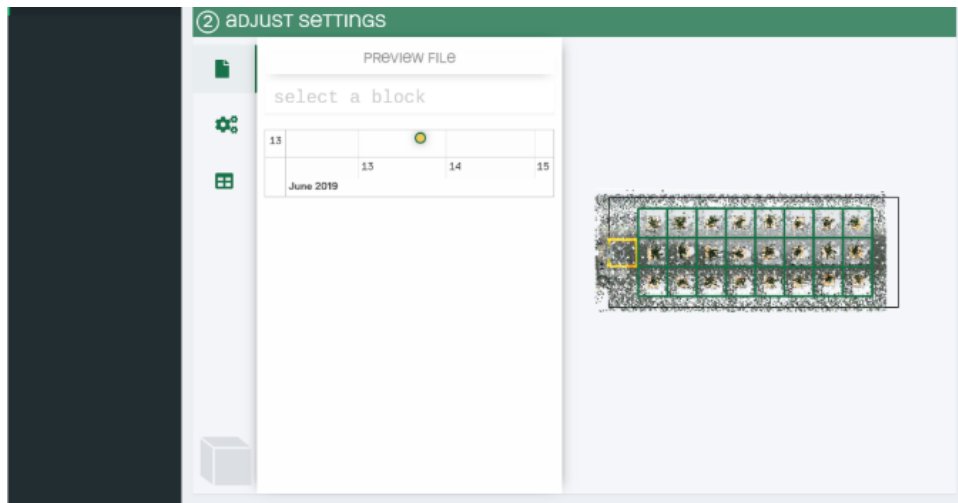 ② ADJUST SETTINGS
PREVIEW FILE
select a block
13
13 14 15
June 2019